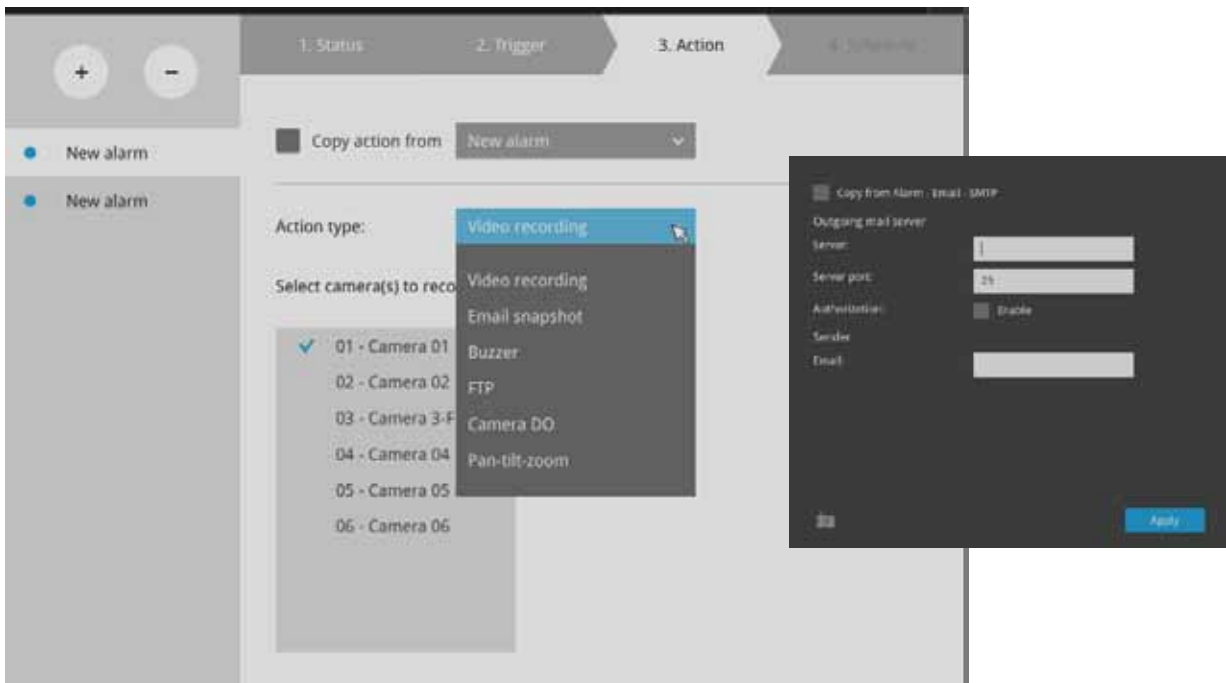 1. Status
2. Trigger
3. Action
4. Schedule
+
−
New alarm
New alarm
Copy action from
New alarm
Action type:
Video recording
Select camera(s) to reco
Video recording
Email snapshot
Buzzer
FTP
Camera DO
Pan-tilt-zoom
01 - Camera 01
02 - Camera 02
03 - Camera 3-F
04 - Camera 04
05 - Camera 05
06 - Camera 06
Copy from Alarm - Email - SMTP
Outgoing mail server
Server:
Server port:
25
Authorization:
Enable
Sender
Email:
Apply